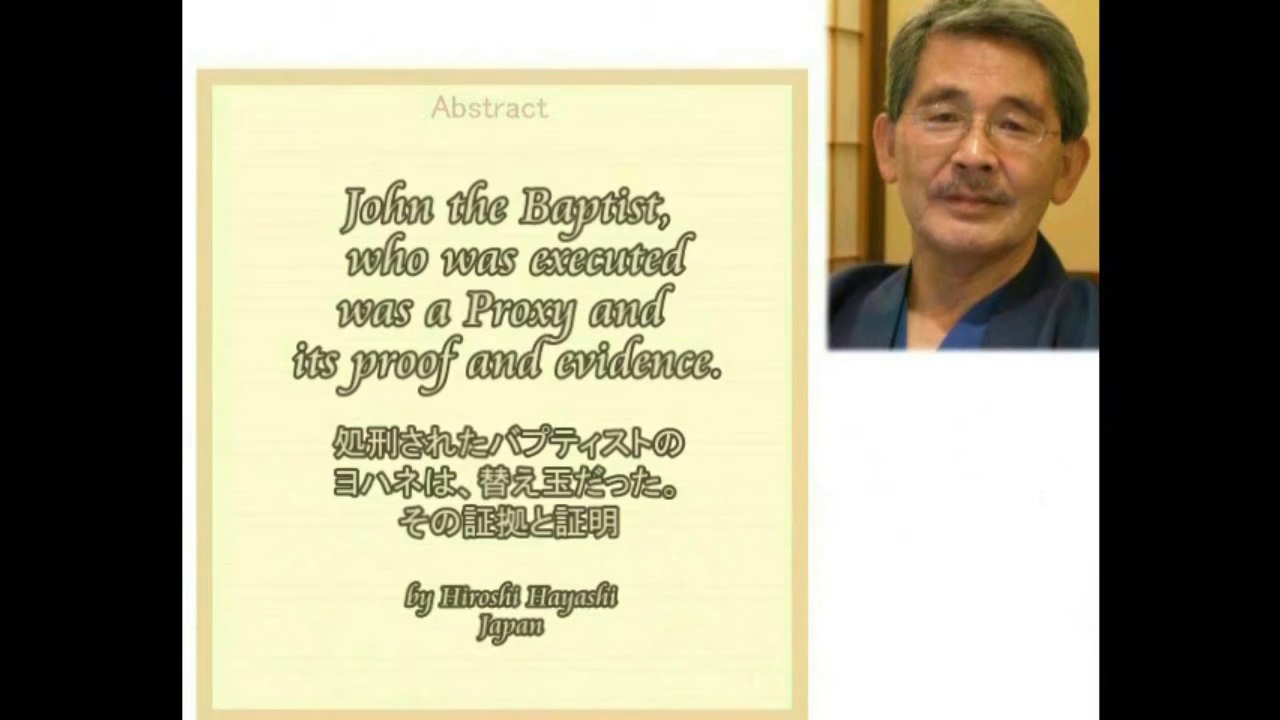 Abstract
John the Baptist,
who was executed
was a Proxy and
its proof and evidence.
処刑されたバプティストの
ヨハネは、替え玉だった。
その証拠と証明
by Hiroshi Hayashi
Japan